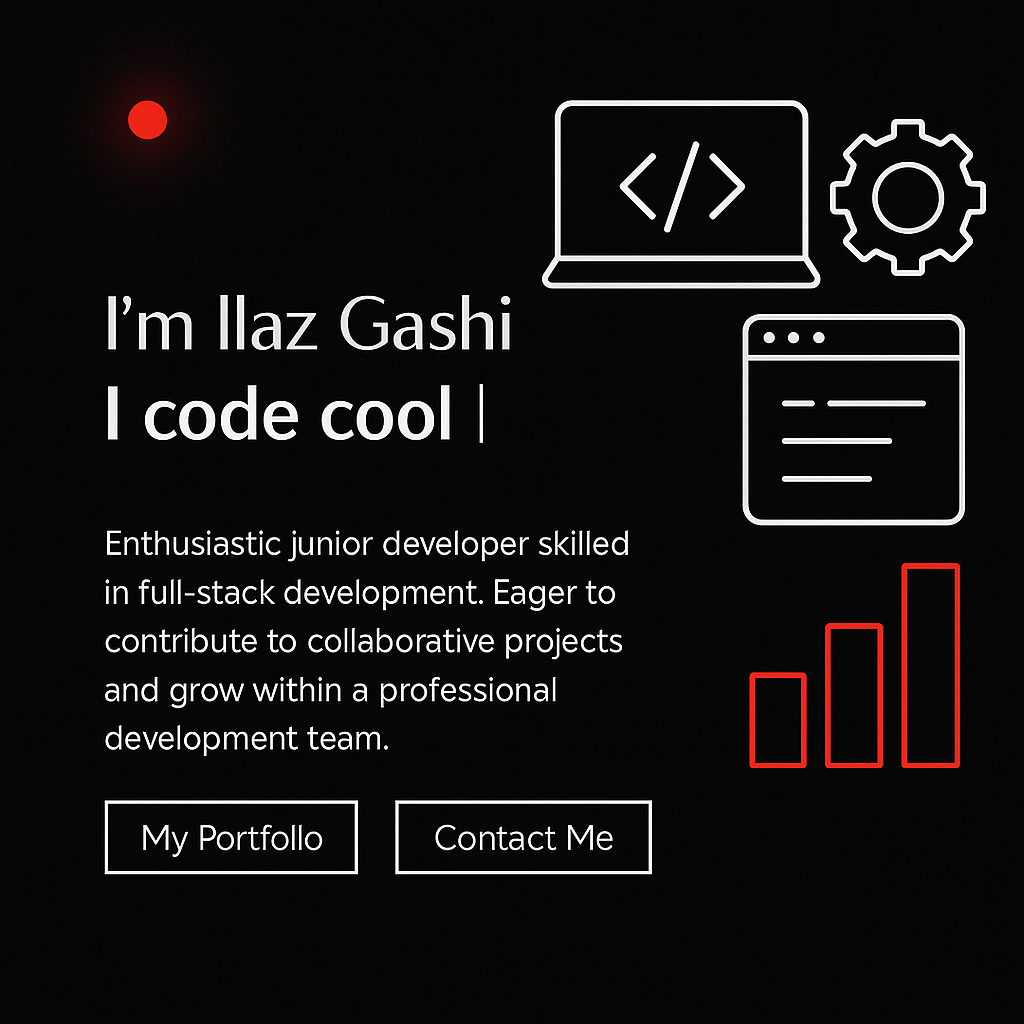 I’m Ilaz Gashi
I code cool |
</>
Enthusiastic junior developer skilled
in full-stack development. Eager to
contribute to collaborative projects
and grow within a professional
development team.
My Portfollo
Contact Me